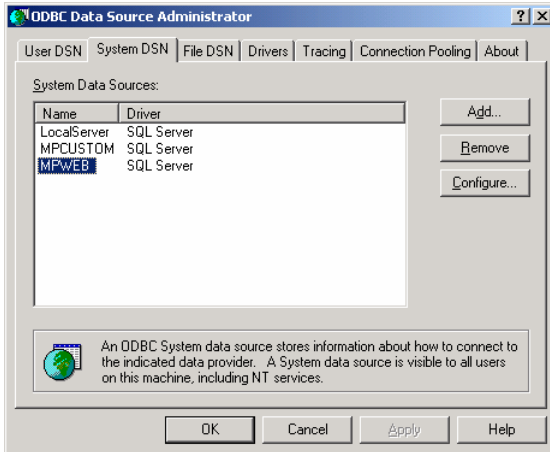 ODBC Data Source Administrator
User DSN System DSN File DSN Drivers Tracing Connection Pooling About
System Data Sources:
Name Driver
LocalServer SQL Server
MPCUSTOM SQL Server
MPWEB SQL Server
Add...
Remove
Configure...
An ODBC System data source stores information about how to connect to
the indicated data provider. A System data source is visible to all users
on this machine, including NT services.
OK Cancel Apply Help